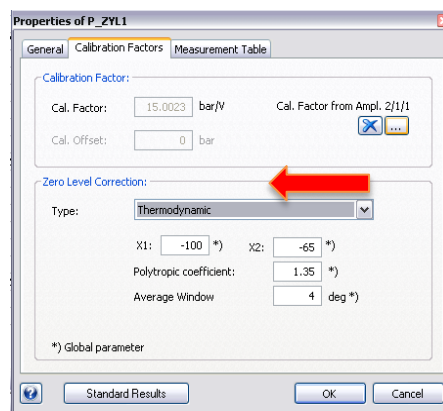 Properties of P_ZYL1
General Calibration Factors Measurement Table
Calibration Factor:
Cal. Factor: 15.0023 bar/V Cal. Factor from Ampl. 2/1/1
...
Cal. Offset: 0 bar
Zero Level Correction:
Type: Thermodynamic
X1: -100 *) X2: -65 *)
Polytropic coefficient: 1.35 *)
Average Window 4 deg *)
*) Global parameter
? Standard Results OK Cancel